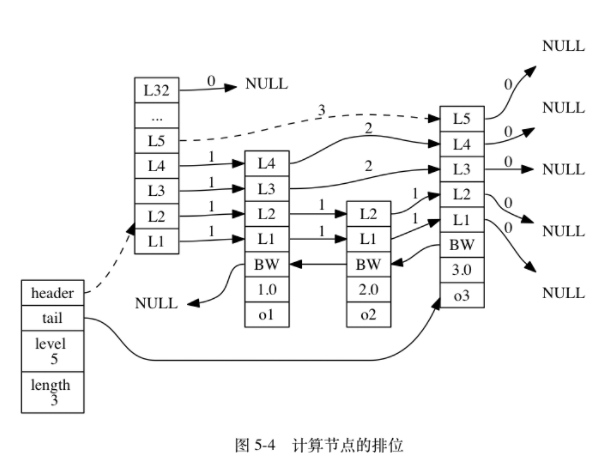 NULL
L32 0 NULL
0
...
3
L5
L5
0 NULL
L4 1 L4 2 L4
L3 1 L3 2 L3 0 NULL
L2 1 L2 1 L2 1 L2 0
L1 1 L1 1 L1 1 L1 0 NULL
BW BW BW
header NULL 1.0 2.0 3.0 NULL
tail o1 o2 o3
level
5
length
3
图 5-4 计算节点的排位